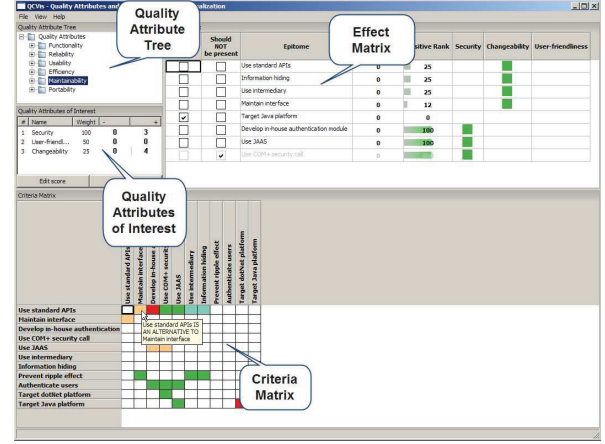 QCVis - Quality Attributes and
alization
File View Help
Quality Attribute Tree
Quality Attributes
Functionality
Reliability
Usability
Efficiency
Maintainability
Portability
Quality
Attribute
Tree
Effect
Matrix
Should
NOT
be present
Epitome
sitive Rank
Security
Changeability
User-friendliness
Use standard APIs 0 25
Information hiding 0 25
Use intermediary 0 25
Maintain interface 0 12
Target Java platform 0 0
Develop in-house authentication module 0 100
Use JAAS 0 100
Use COM+ security call 0
Quality Attributes of Interest
# Name Weight - +
1 Security 100 0 3
2 User-friendl... 50 0 0
3 Changeability 25 0 4
Edit score
Quality
Attributes
of Interest
Criteria Matrix
Use standard APIs
Maintain interface
Develop in-house a
Use COM+ securit
Use JAAS
Use intermediary
Information hiding
Prevent ripple effect
Authenticate users
Target dotNet platform
Target Java platform
Use standard APIs
Maintain interface
Develop in-house authentication
Use COM+ security call
Use JAAS
Use intermediary
Information hiding
Prevent ripple effect
Authenticate users
Target dotNet platform
Target Java platform
Use standard APIs IS
AN ALTERNATIVE TO
Maintain interface
Criteria
Matrix